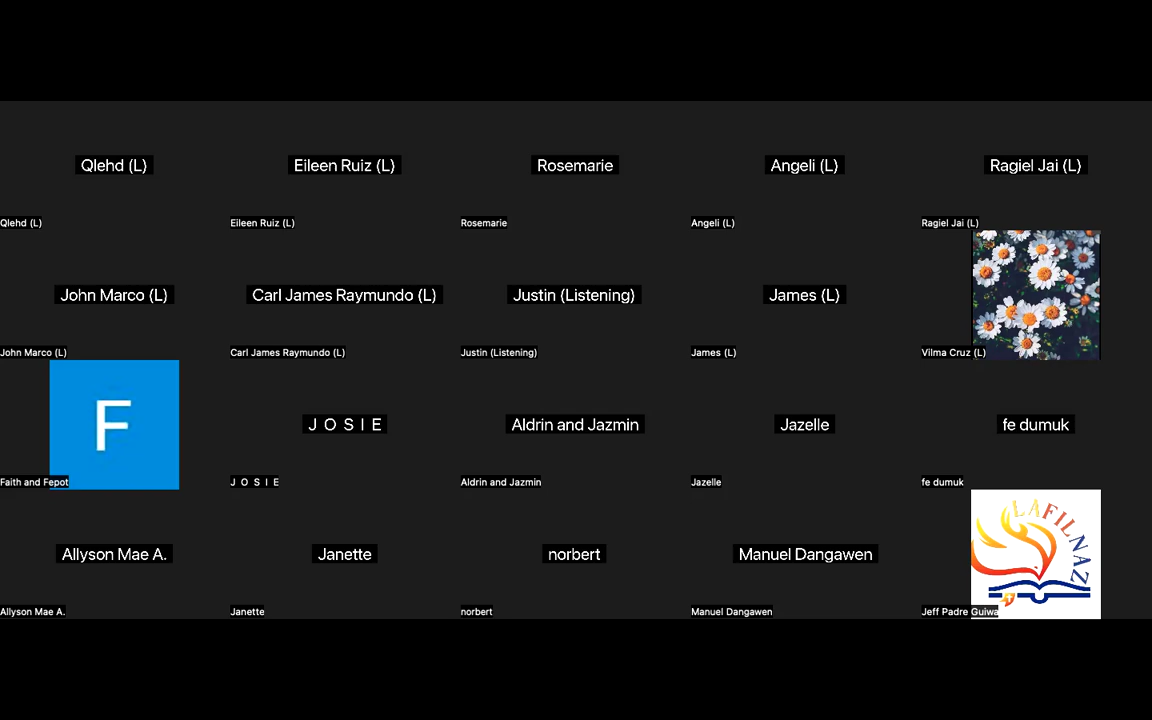 Qlehd (L)
Eileen Ruiz (L)
Rosemarie
Angeli (L)
Ragiel Jai (L)
Qlehd (L)
Eileen Ruiz (L)
Rosemarie
Angeli (L)
Ragiel Jai (L)
John Marco (L)
Carl James Raymundo (L)
Justin (Listening)
James (L)
John Marco (L)
Carl James Raymundo (L)
Justin (Listening)
James (L)
Vilma Cruz (L)
F
J O S I E
Aldrin and Jazmin
Jazelle
fe dumuk
Faith and Fepot
J O S I E
Aldrin and Jazmin
Jazelle
fe dumuk
Allyson Mae A.
Janette
norbert
Manuel Dangawen
LAFILNAZ
Allyson Mae A.
Janette
norbert
Manuel Dangawen
Jeff Padre Guiwa